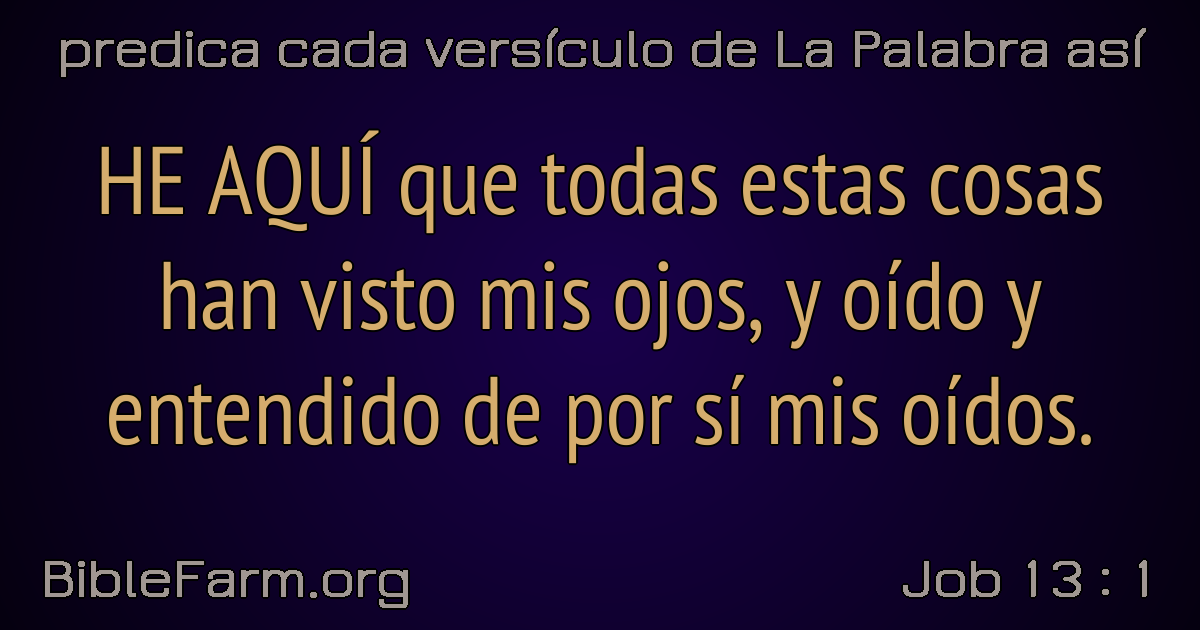 predica cada versículo de La Palabra así
HE AQUÍ que todas estas cosas
han visto mis ojos, y oído y
entendido de por sí mis oídos.
BibleFarm.org
Job 13 : 1